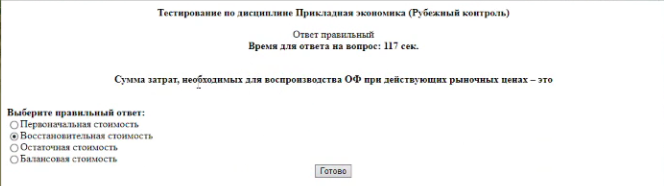 Тестирование по дисциплине Прикладная экономика (Рубежный контроль)
Ответ правильный
Время для ответа на вопрос: 117 сек.
Сумма затрат, необходимых для воспроизводства ОФ при действующих рыночных ценах – это
Выберите правильный ответ:
Первоначальная стоимость
Восстановительная стоимость
Остаточная стоимость
Балансовая стоимость
Готово